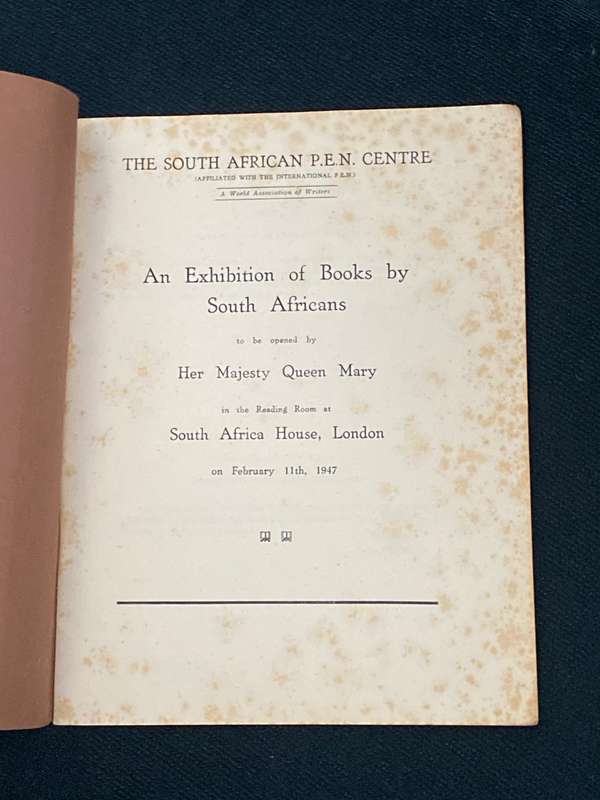 THE SOUTH AFRICAN P.E.N. CENTRE
(AFFILIATED WITH THE INTERNATIONAL P.E.N.)
A World Association of Writers
An Exhibition of Books by
South Africans
to be opened by
Her Majesty Queen Mary
in the Reading Room at
South Africa House, London
on February 11th, 1947